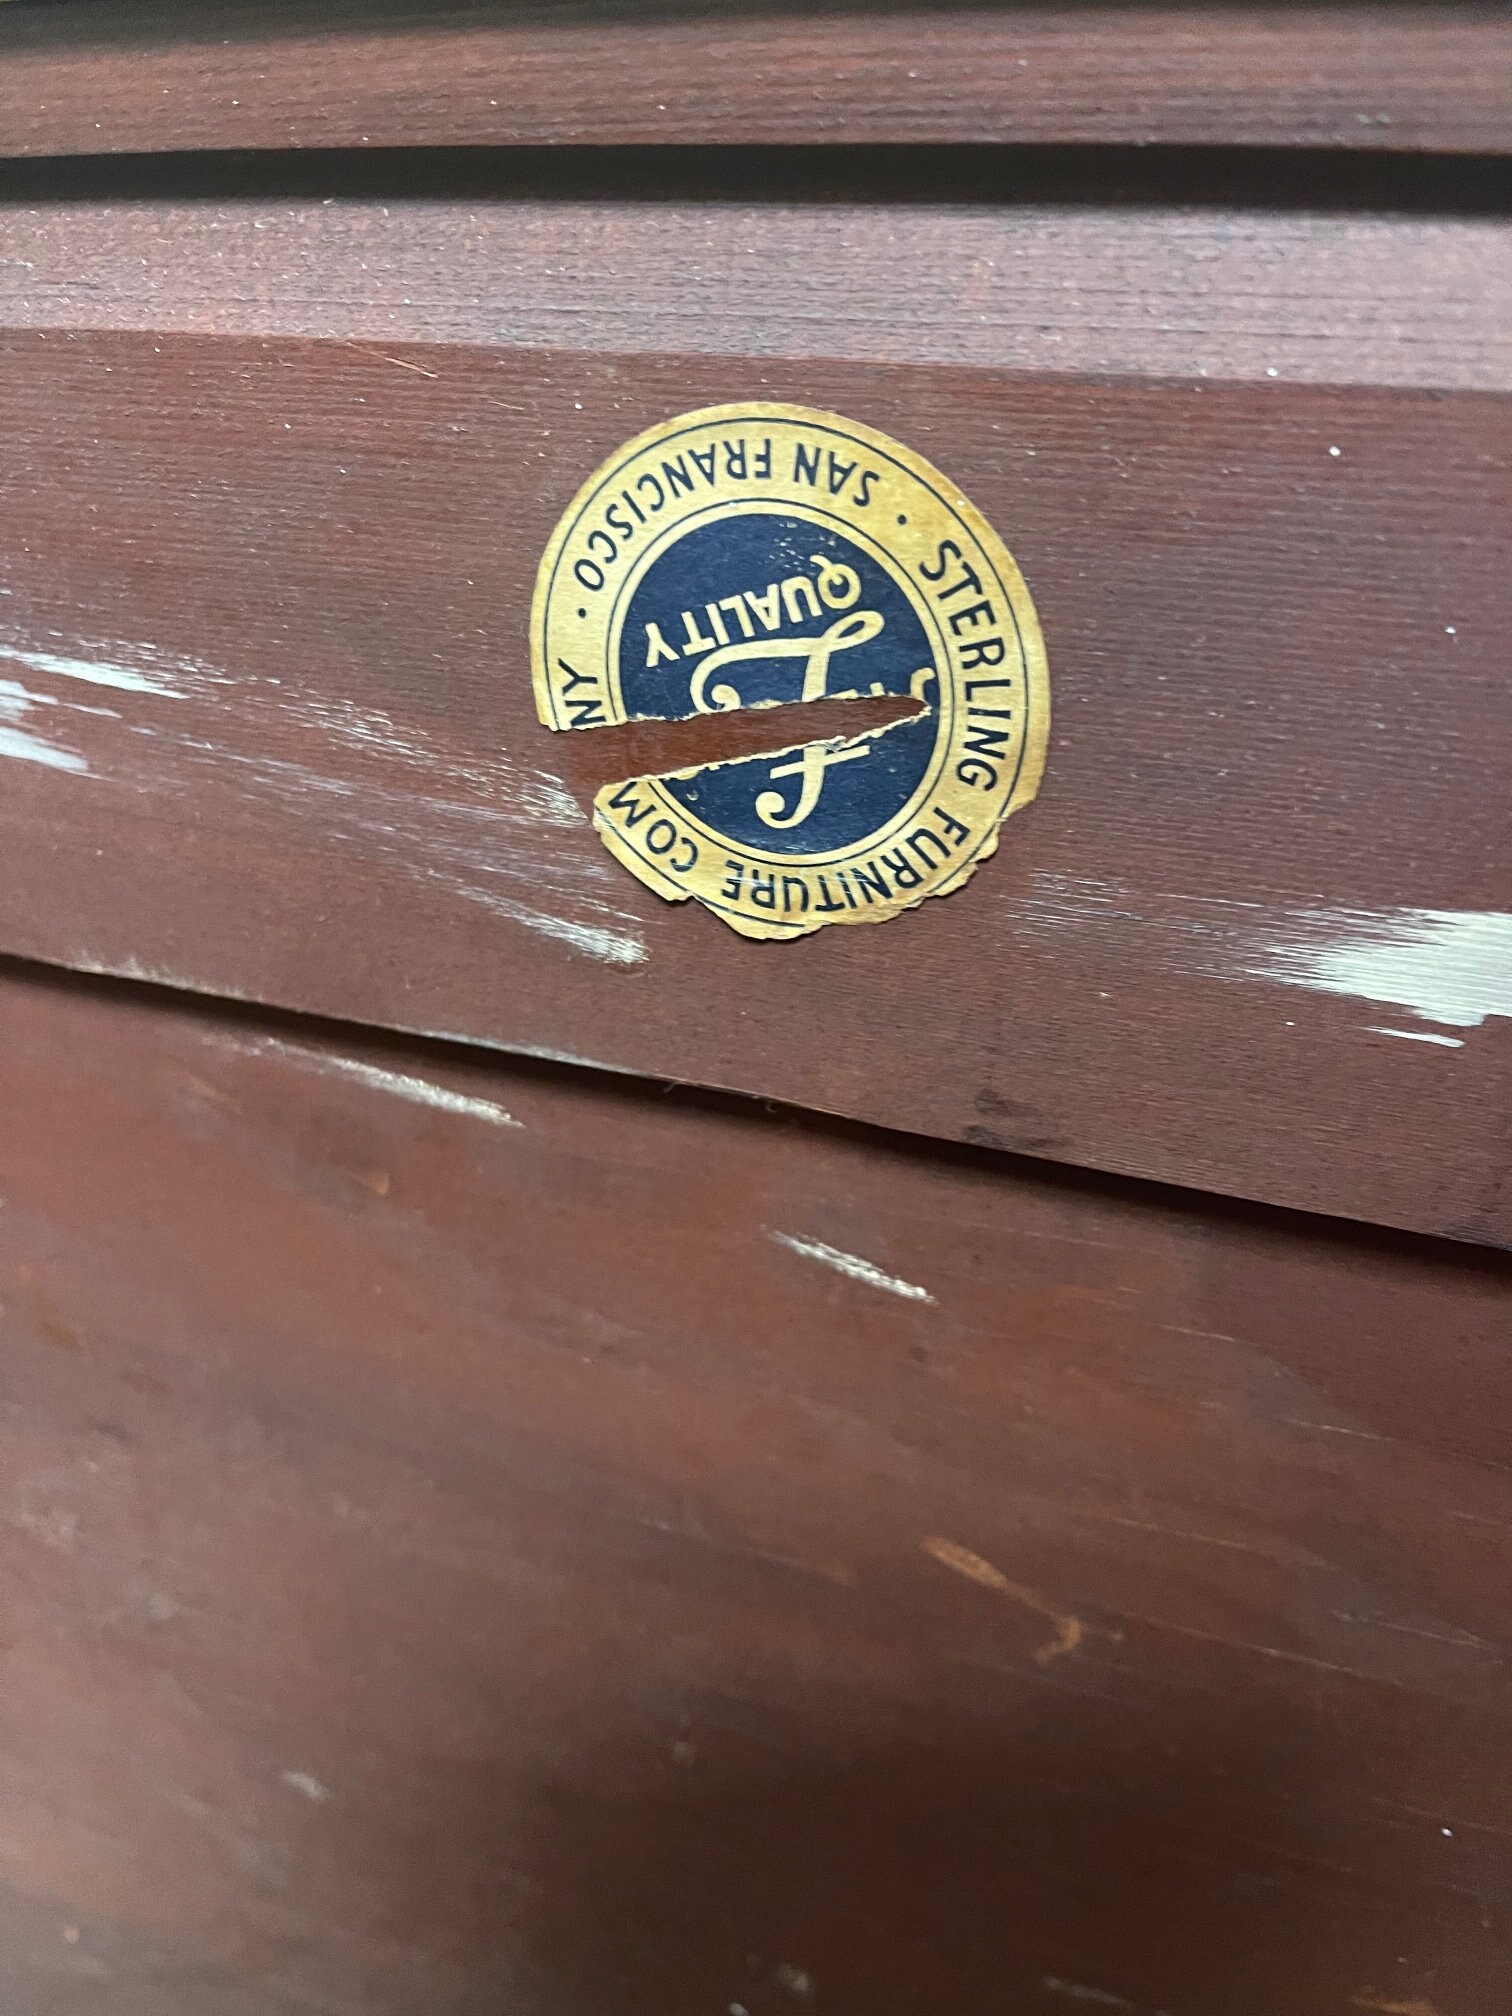 STERLING FURNITURE COM NY
· SAN FRANCISCO ·
QUALITY